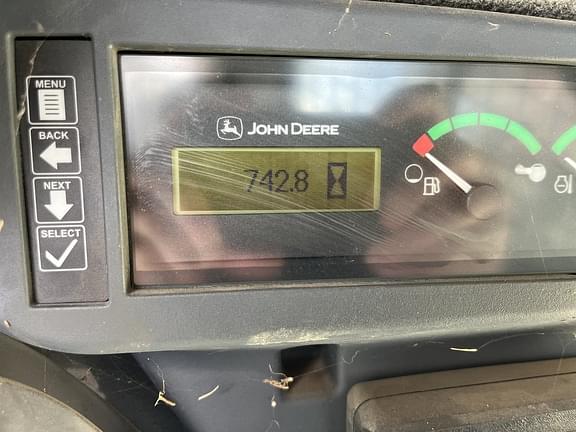 MENU
BACK
NEXT
SELECT
JOHN DEERE
742.8